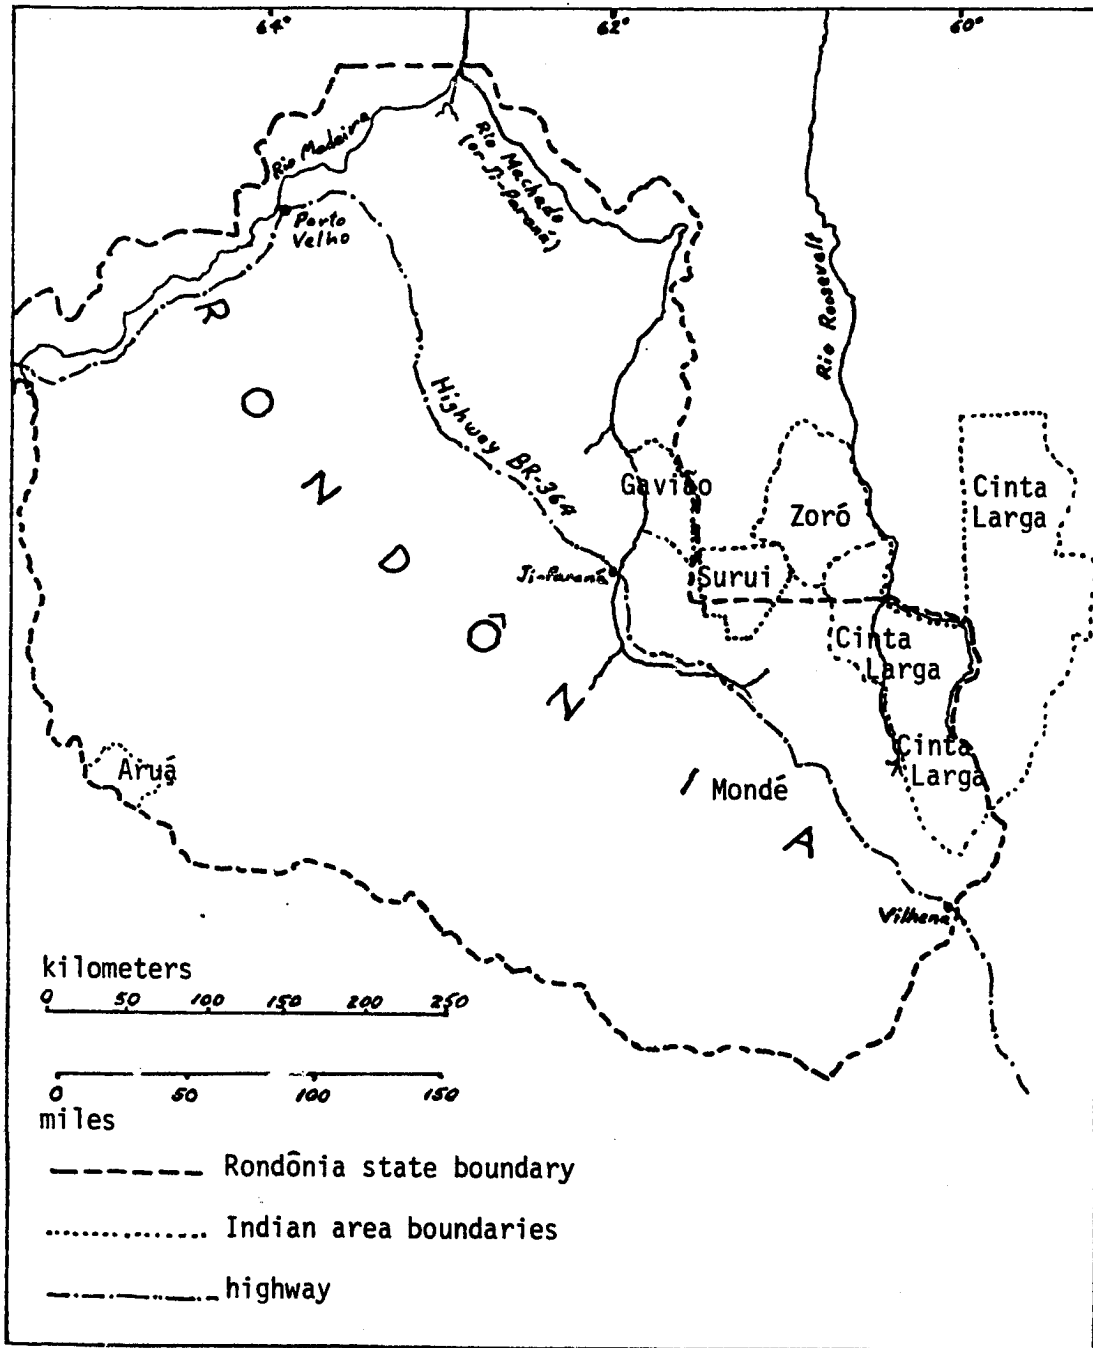 64°
62°
60°
Rio Madeira
Rio Machado
(or Ji-Paraná)
Porto
Velho
Rio Roosevelt
Highway BR-364
Gavião
Zoró
Cinta
Larga
Ji-Paraná
Surui
Cinta
Larga
Cinta
Larga
Aruá
Mondé
RONDÔNIA
Vilhena
kilometers
0 50 100 150 200 250
0 50 100 150
miles
Rondônia state boundary
Indian area boundaries
highway